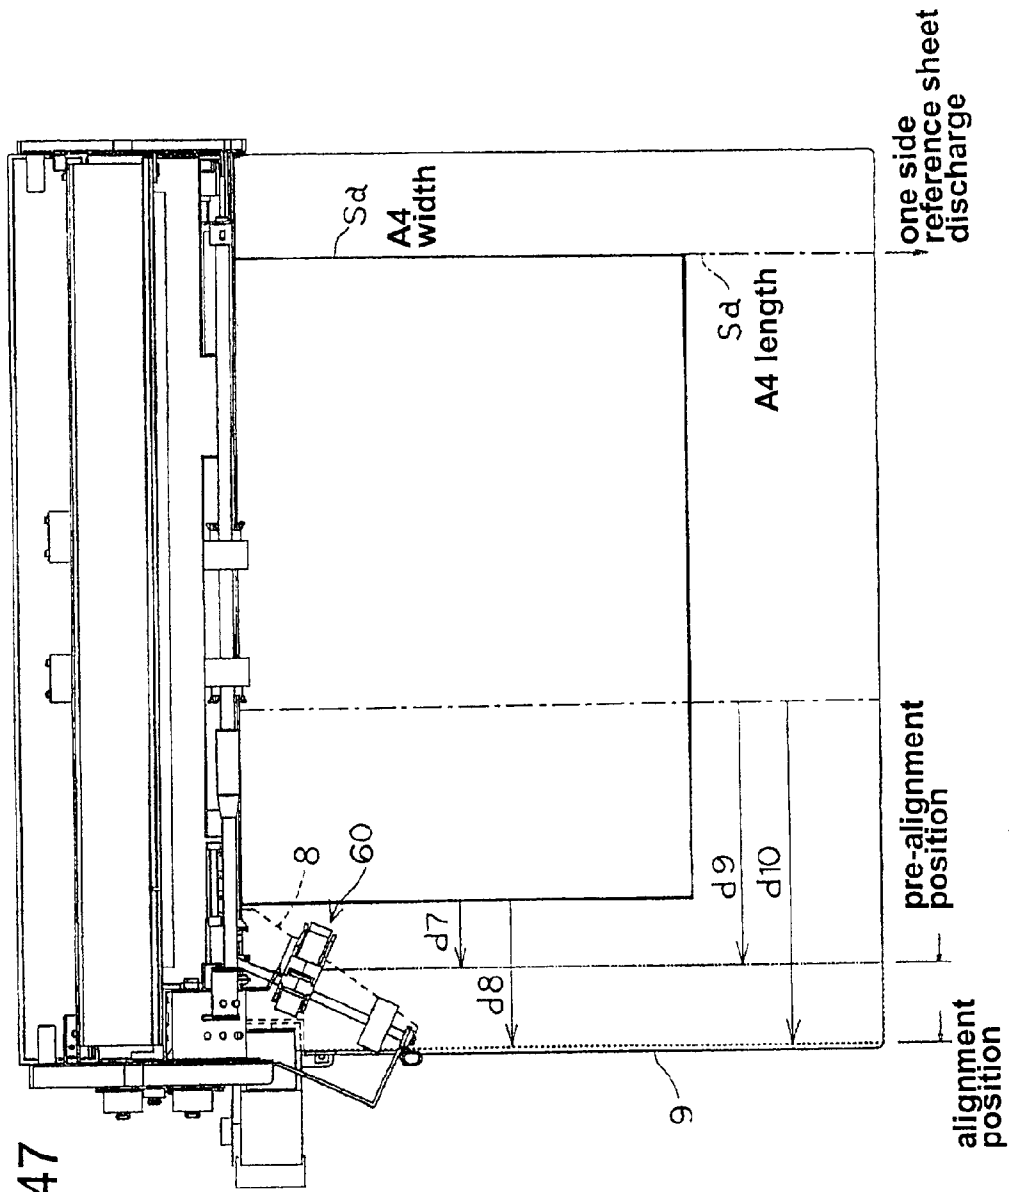 47
Sd
A4
width
one side
reference sheet
discharge
Sd
A4 length
8
60
d7
d8
d9
d10
pre-alignment
position
alignment
position
9